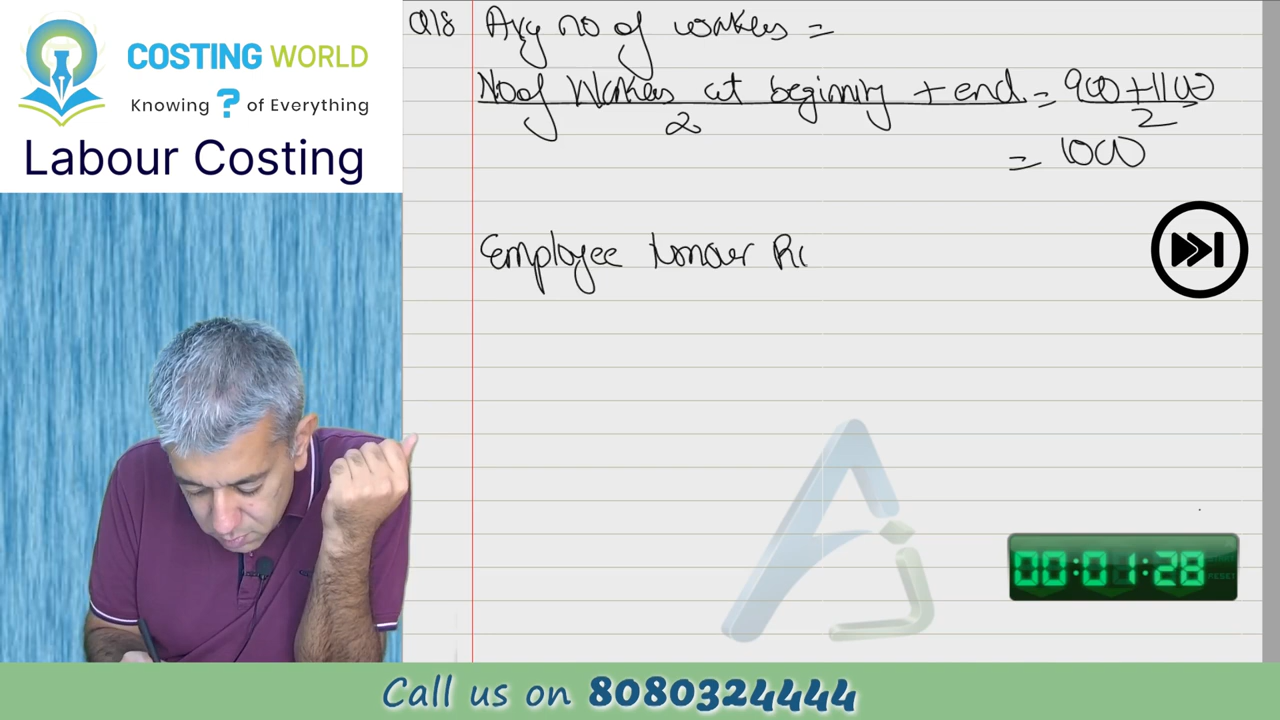 COSTING WORLD
Knowing ? of Everything
Labour Costing
Q18 Avg no of workers =
No of Workers at beginning + end = 900 + 1100
2 2
= 1000
Employee
00:01:28
RESET
Call us on 8080324444